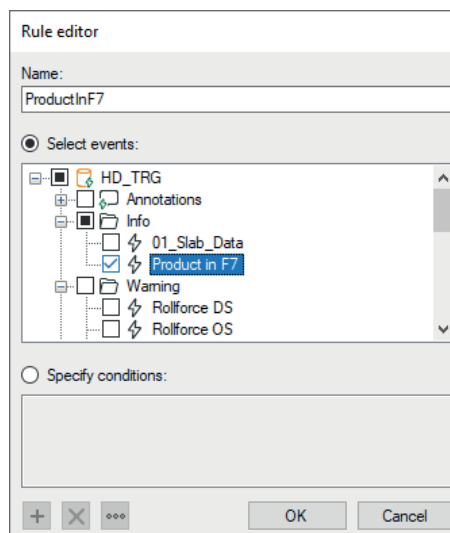 Rule editor
Name:
ProductInF7
Select events:
HD_TRG
Annotations
Info
01_Slab_Data
Product in F7
Warning
Rollforce DS
Rollforce OS
Specify conditions:
OK Cancel